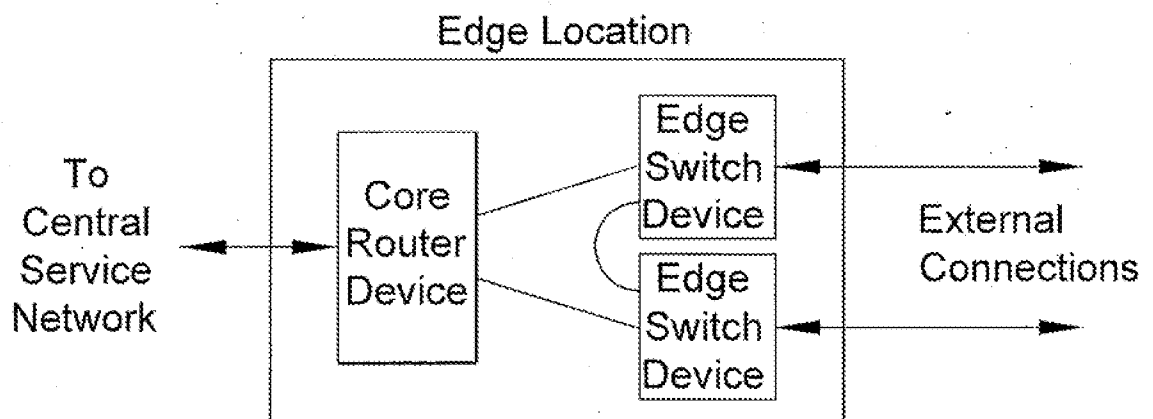 Edge Location
To
Central
Service
Network
Core
Router
Device
Edge
Switch
Device
Edge
Switch
Device
External
Connections